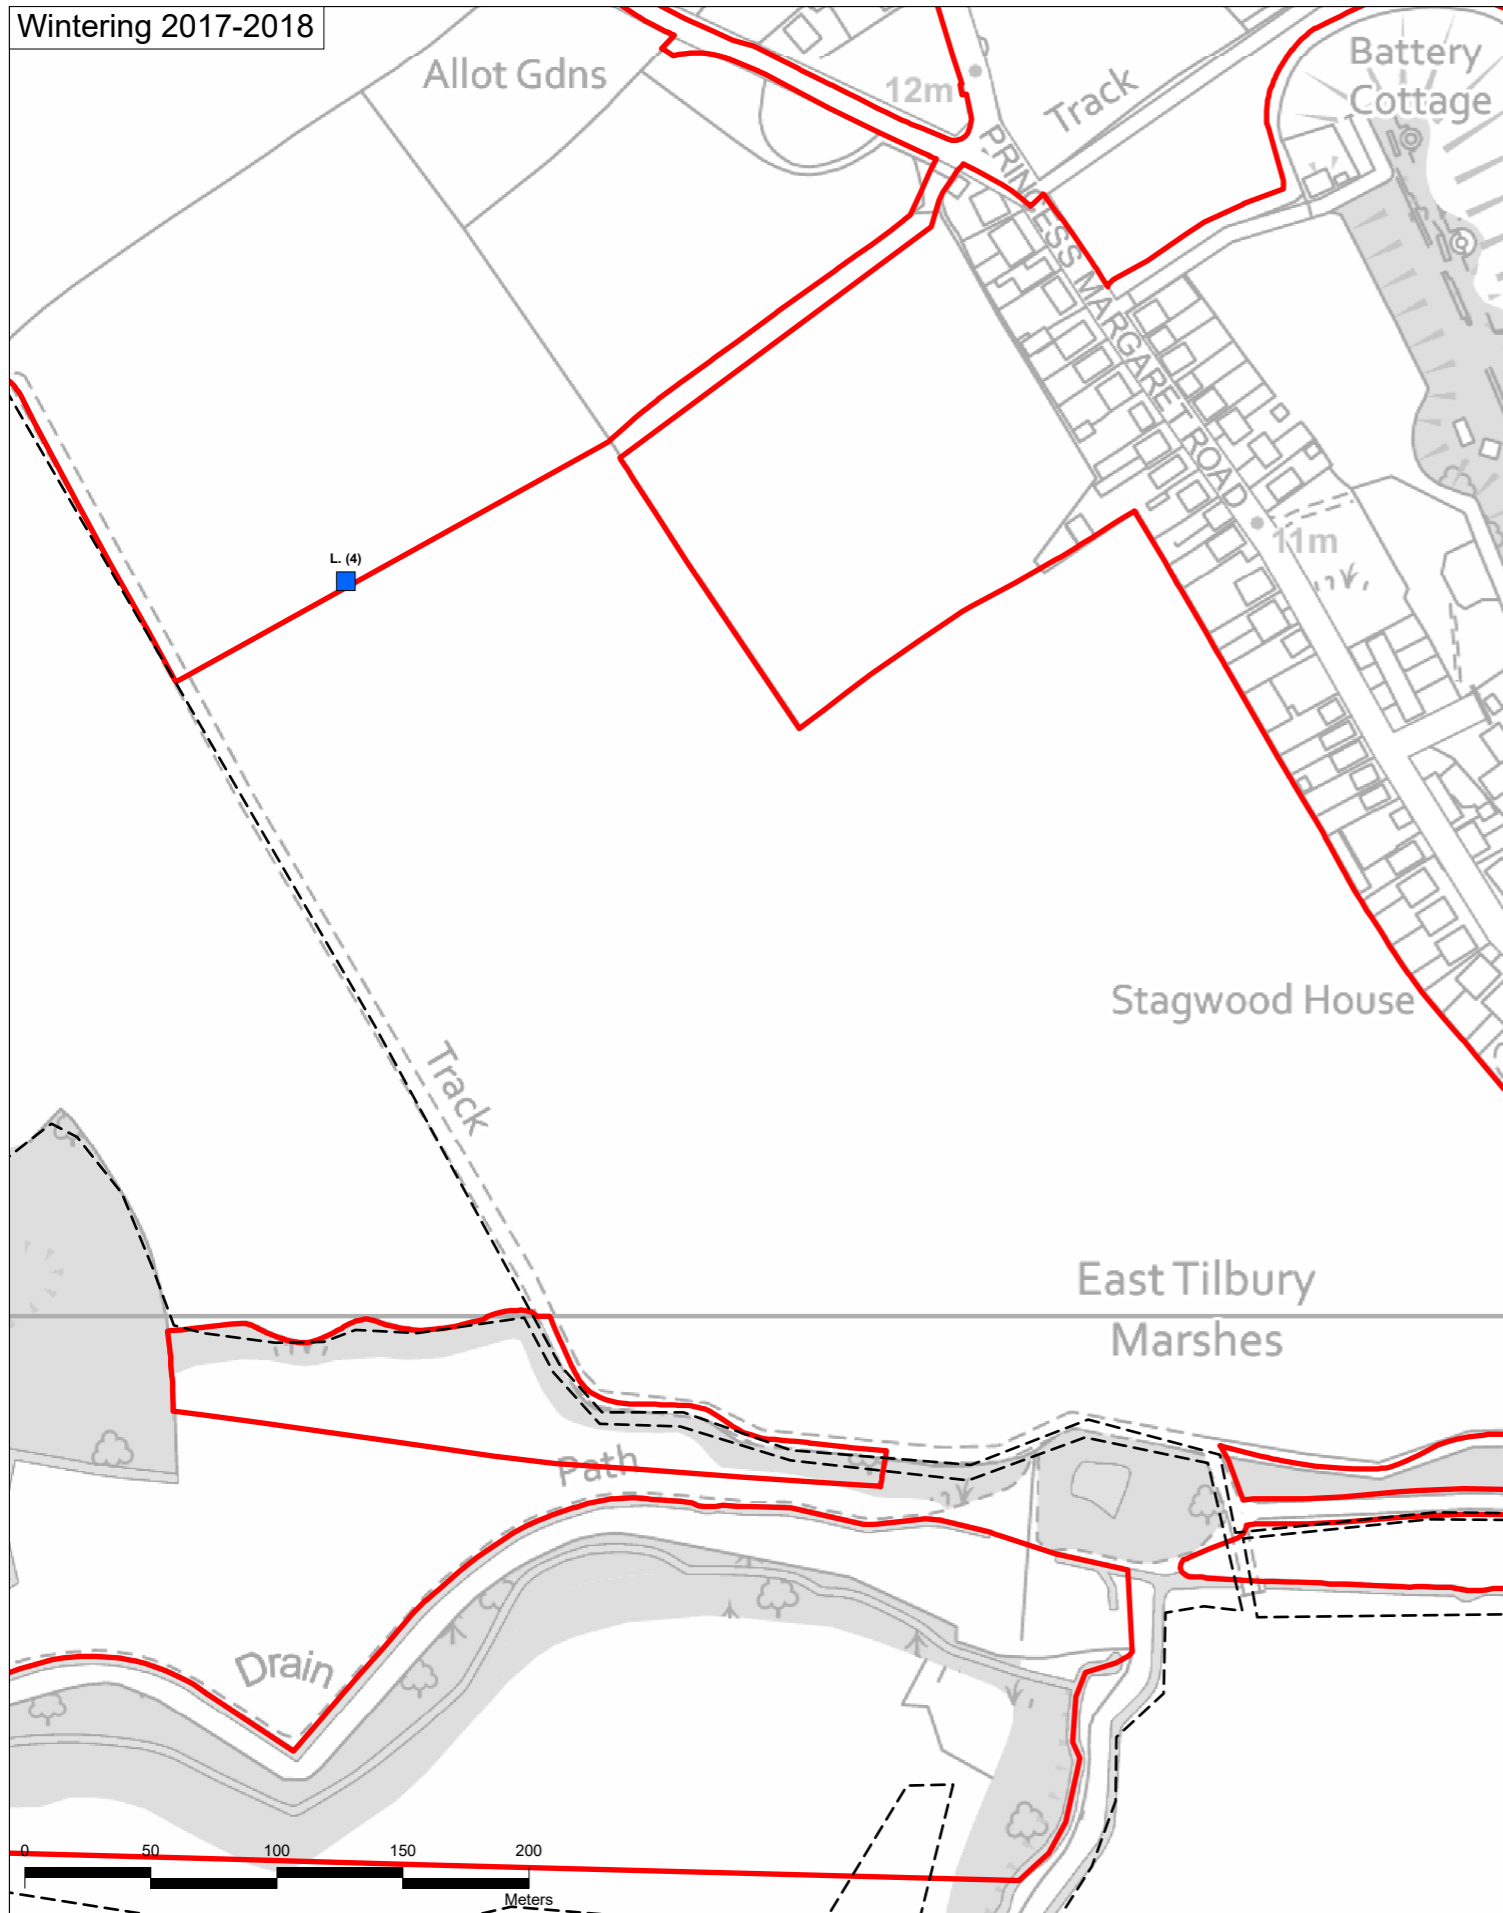 Wintering 2017-2018
Allot Gdns
12m
Track
Battery
Cottage
PRINCESS MARGARET ROAD
11m
L. (4)
Stagwood House
Track
East Tilbury
Marshes
Path
Drain
0 50 100 150 200
Meters